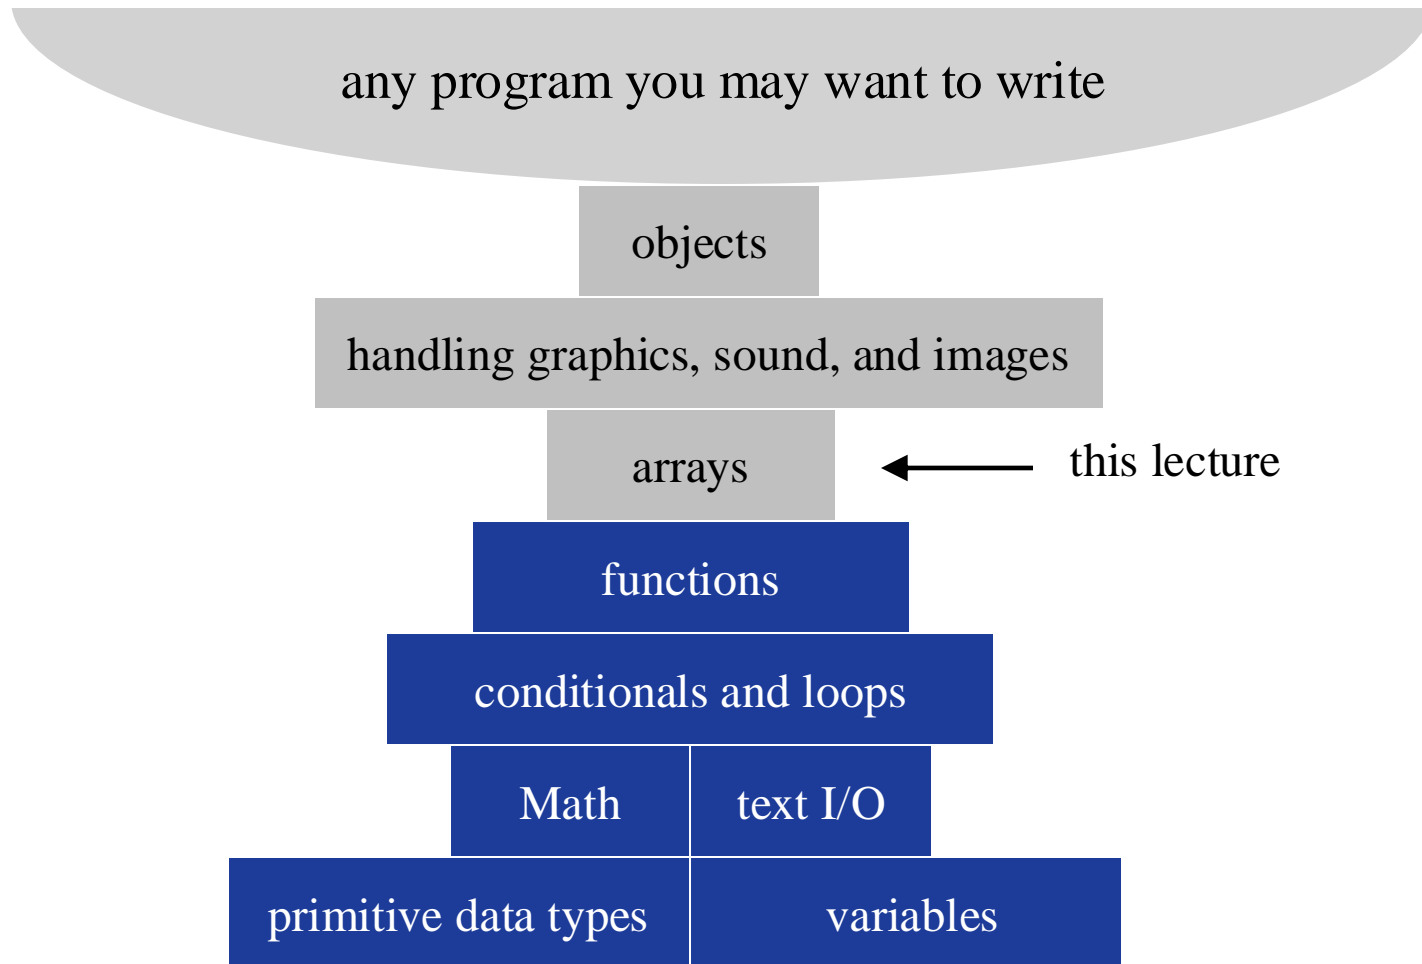 any program you may want to write
objects
handling graphics, sound, and images
arrays
this lecture
functions
conditionals and loops
Math
text I/O
primitive data types
variables